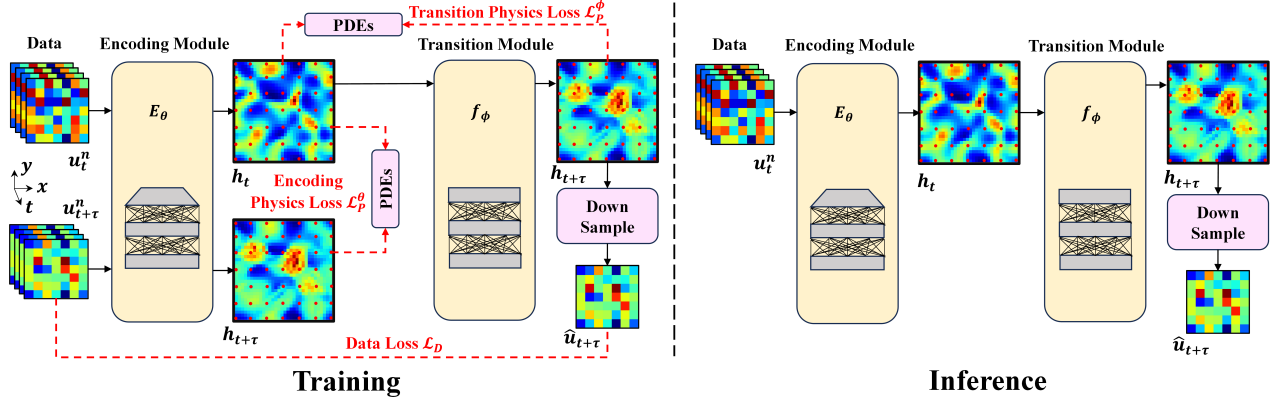 Transition Physics Loss ℒ_P^ϕ
PDEs
Data
Encoding Module
Transition Module
E_θ
f_ϕ
u_t^n
h_t
h_{t+τ}
y
x
t
u_{t+τ}^n
Encoding
Physics Loss ℒ_P^θ
PDEs
Down
Sample
h_{t+τ}
û_{t+τ}
Data Loss ℒ_D
Training
Data
Encoding Module
Transition Module
E_θ
f_ϕ
u_t^n
h_t
h_{t+τ}
Down
Sample
û_{t+τ}
Inference